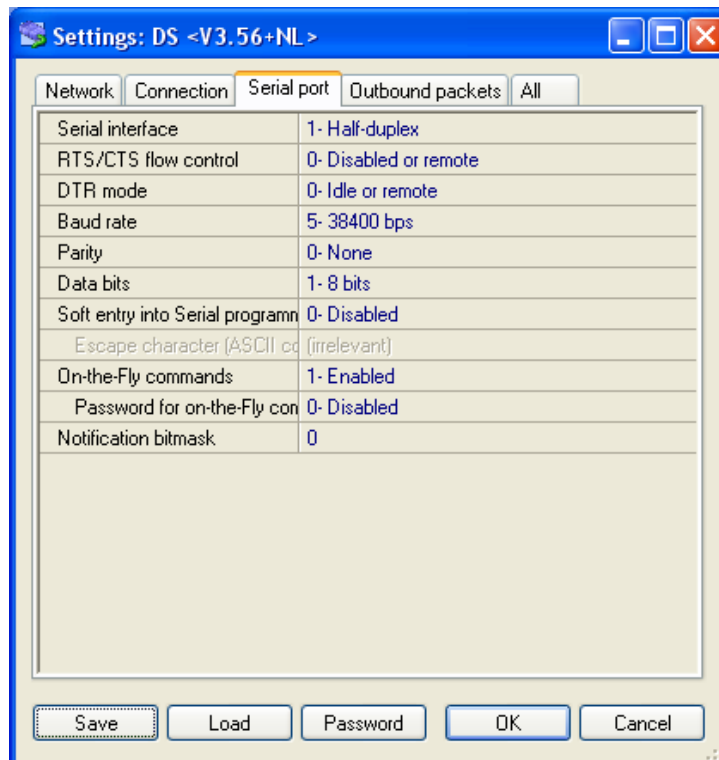 Settings: DS <V3.56+NL>
Network Connection Serial port Outbound packets All
Serial interface 1- Half-duplex
RTS/CTS flow control 0- Disabled or remote
DTR mode 0- Idle or remote
Baud rate 5- 38400 bps
Parity 0- None
Data bits 1- 8 bits
Soft entry into Serial programn 0- Disabled
Escape character (ASCII co (irrelevant)
On-the-Fly commands 1- Enabled
Password for on-the-Fly con 0- Disabled
Notification bitmask 0
Save Load Password OK Cancel